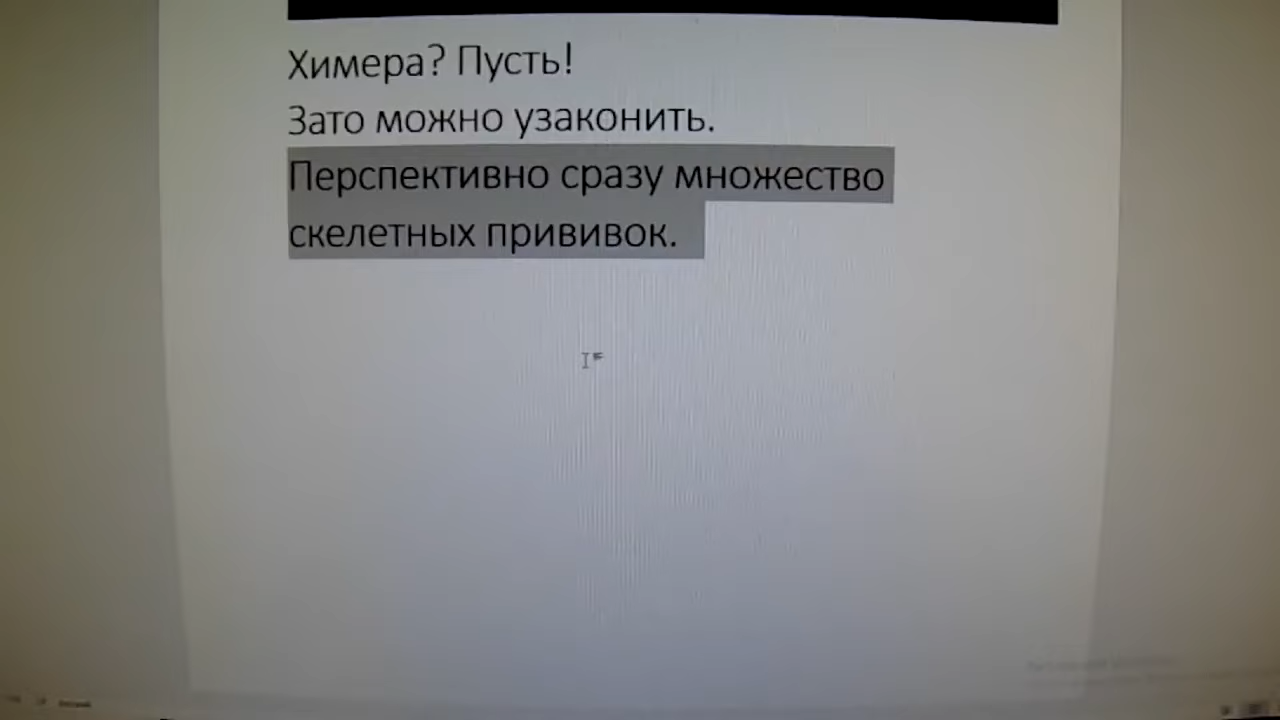 Химера? Пусть!
Зато можно узаконить.
Перспективно сразу множество
скелетных прививок.